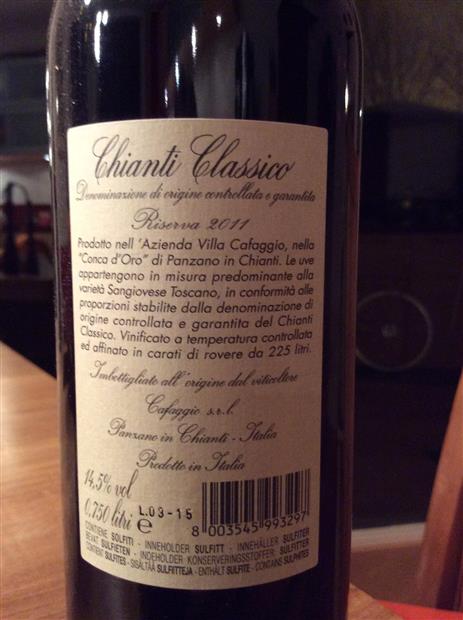 Chianti Classico
Denominazione di origine controllata e garantita
Riserva 2011
Prodotto nell'Azienda Villa Cafaggio, nella
"Conca d'Oro" di Panzano in Chianti. Le uve
appartengono in misura predominante alla
varietà Sangiovese Toscano, in conformità alle
proporzioni stabilite dalla denominazione di
origine controllata e garantita del Chianti
Classico. Vinificato a temperatura controllata
ed affinato in carati di rovere da 225 litri.
Imbottigliato all'origine dal viticoltore
Cafaggio s.r.l.
Panzano in Chianti - Italia
Prodotto in Italia
14,5% vol
0,750 litri e
L.03-15
8 003545 993297
CONTIENE SOLFITI - INNEHOLDER SULFITT - INNEHÅLLER SULFITER
BEVAT SULFIETEN - INDEHOLDER KONSERVERINGSSTOFFER: SULFITTER
CONTIENT SULFITES - SISÄLTÄÄ SULFIITTEJA - ENTHÄLT SULFITE - CONTAINS SULPHITES